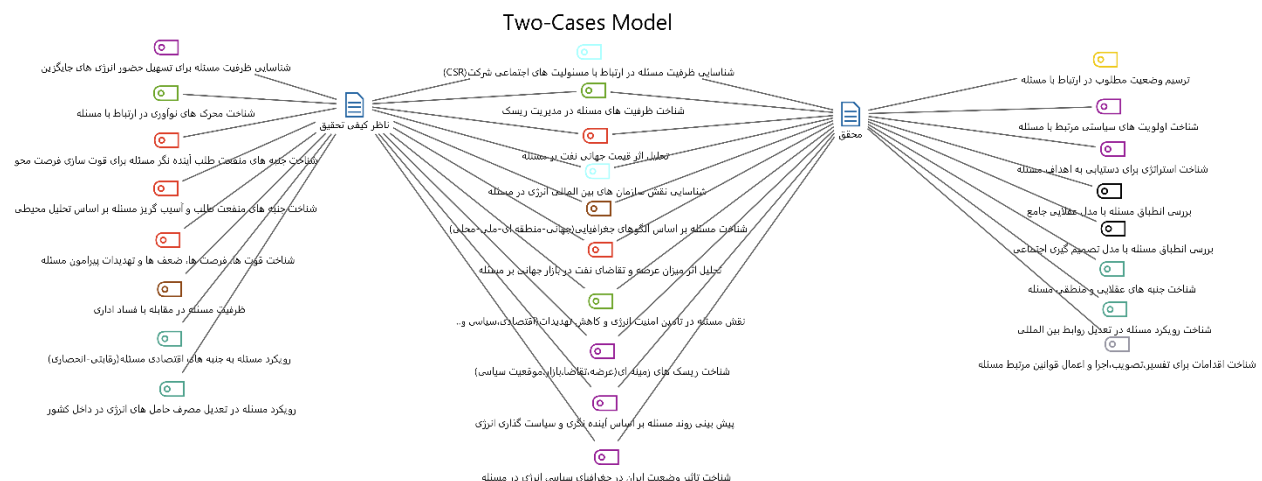 Two-Cases Model
شناسایی ظرفیت مسئله برای تسهیل حضور انرژی های جایگزین
شناخت محرک های نوآوری در ارتباط با مسئله
ناظر کیفی تحقیق
شناخت جنبه های منفعت طلب آینده نگر مسئله برای قوت سازی فرصت محو
شناخت جنبه های منفعت طلب و آسیب گریز مسئله بر اساس تحلیل محیطی
شناخت قوت ها، فرصت ها، ضعف ها و تهدیدات پیرامون مسئله
ظرفیت مسئله در مقابله با فساد اداری
رویکرد مسئله به جنبه های اقتصادی مسئله(رقابتی-انحصاری)
رویکرد مسئله در تعدیل مصرف حامل های انرژی در داخل کشور
شناسایی ظرفیت مسئله در ارتباط با مسئولیت های اجتماعی شرکت(CSR)
شناخت ظرفیت های مسئله در مدیریت ریسک
تحلیل اثر قیمت جهانی نفت بر مسئله
شناسایی نقش سازمان های بین المللی انرژی در مسئله
شناخت مسئله بر اساس الگوهای جغرافیایی(جهانی-منطقه ای-ملی-محلی)
تحلیل اثر میزان عرضه و تقاضای نفت در بازار جهانی بر مسئله
نقش مسئله در تامین امنیت انرژی و کاهش تهدیدات(اقتصادی،سیاسی و..
شناخت ریسک های زمینه ای(عرضه،تقاضا،بازار،موقعیت سیاسی)
پیش بینی روند مسئله بر اساس آینده نگری و سیاست گذاری انرژی
شناخت تاثیر وضعیت ایران در جغرافیای سیاسی انرژی در مسئله
محقق
ترسیم وضعیت مطلوب در ارتباط با مسئله
شناخت اولویت های سیاستی مرتبط با مسئله
شناخت استراتژی برای دستیابی به اهداف مسئله
بررسی انطباق مسئله با مدل عقلایی جامع
بررسی انطباق مسئله با مدل تصمیم گیری اجتماعی
شناخت جنبه های عقلایی و منطقی مسئله
شناخت رویکرد مسئله در تعدیل روابط بین المللی
شناخت اقدامات برای تفسیر،تصویب،اجرا و اعمال قوانین مرتبط مسئله